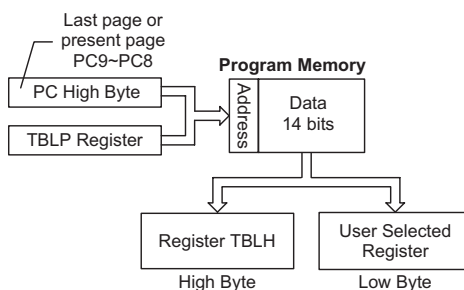 Last page or
present page
PC9~PC8
Program Memory
PC High Byte
TBLP Register
Address
Data
14 bits
Register TBLH
User Selected
Register
High Byte
Low Byte